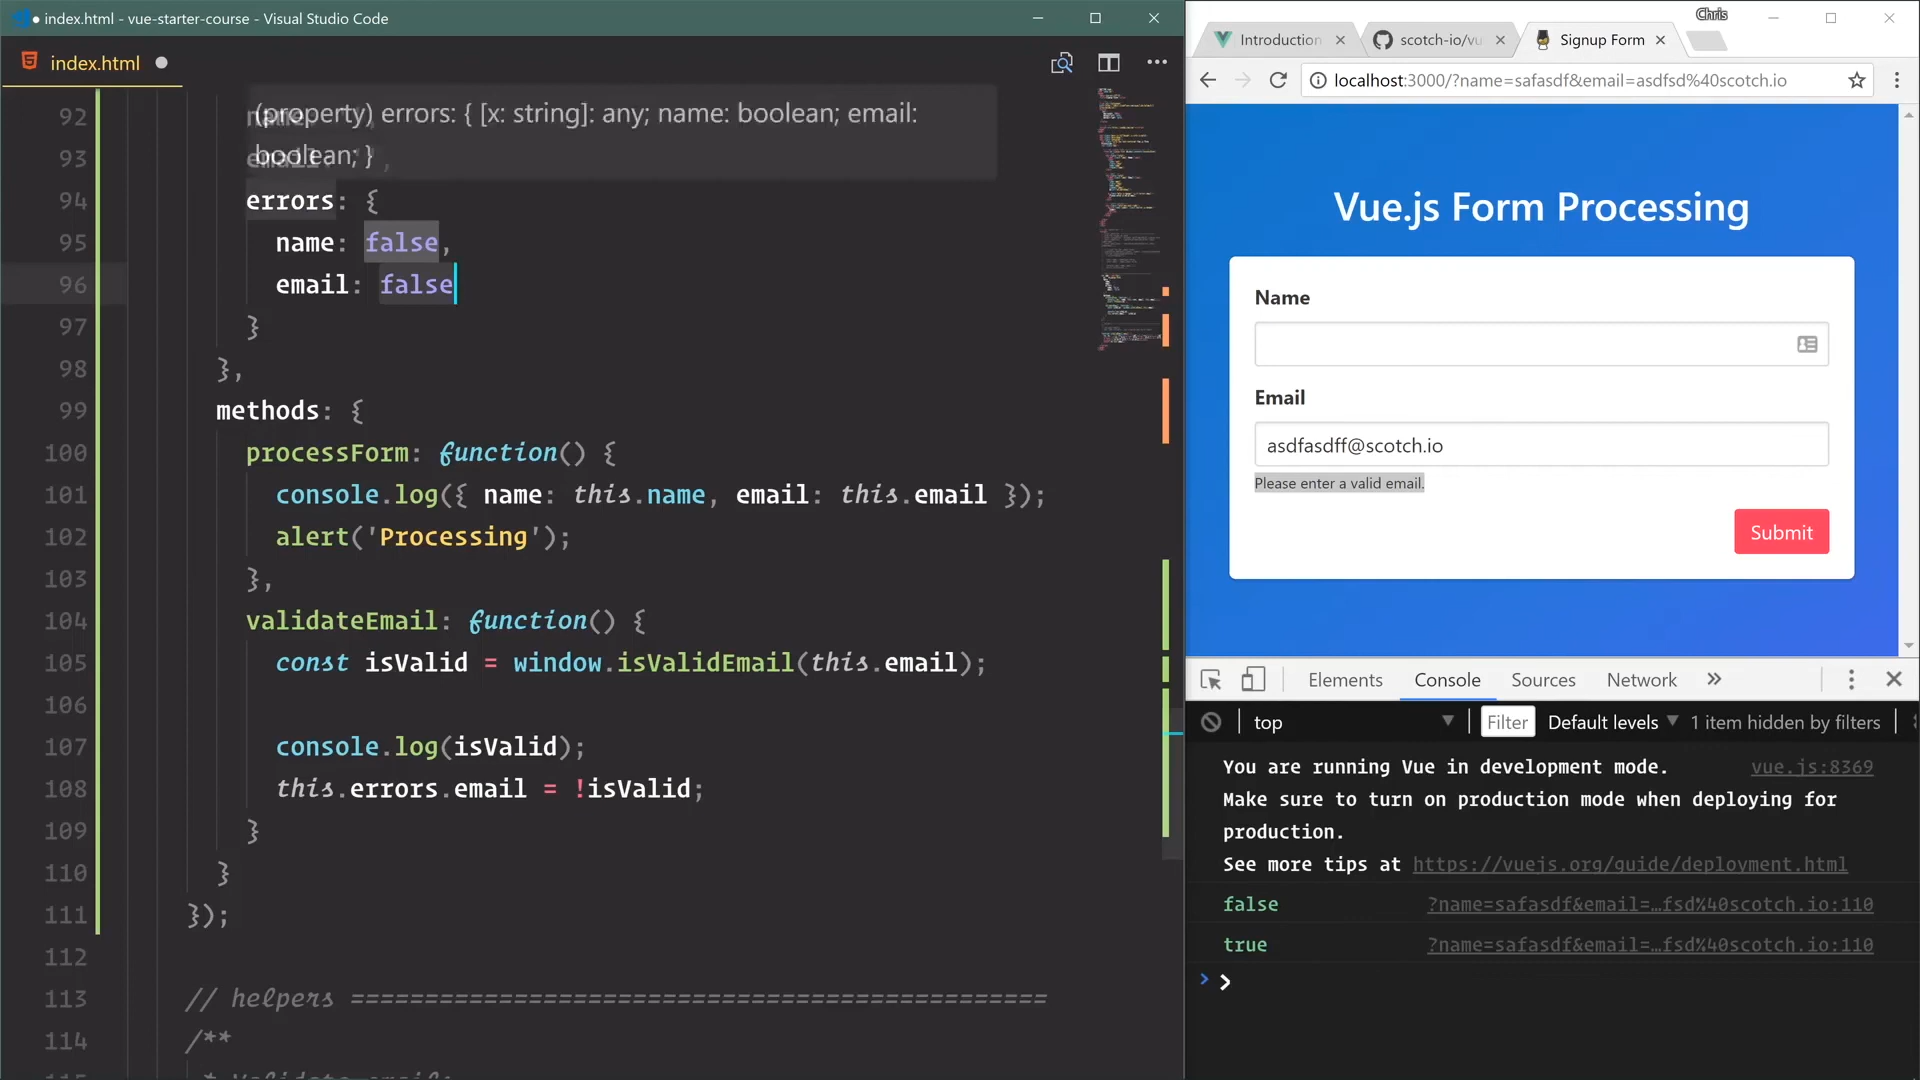 index.html - vue-starter-course - Visual Studio Code
index.html
92
(property) errors: { [x: string]: any; name: boolean; email:
93
boolean; }
94 errors: {
95 name: false,
96 email: false
97 }
98 },
99 methods: {
100 processForm: function() {
101 console.log({ name: this.name, email: this.email });
102 alert('Processing');
103 },
104 validateEmail: function() {
105 const isValid = window.isValidEmail(this.email);
106
107 console.log(isValid);
108 this.errors.email = !isValid;
109 }
110 }
111 });
112
113 // helpers ===============================================
114 /**
Chris
Introduction
scotch-io/vu
Signup Form
localhost:3000/?name=safasdf&email=asdfsd%40scotch.io
Vue.js Form Processing
Name
Email
asdfasdff@scotch.io
Please enter a valid email.
Submit
Elements Console Sources Network »
top Filter Default levels 1 item hidden by filters
You are running Vue in development mode. vue.js:8369
Make sure to turn on production mode when deploying for
production.
See more tips at https://vuejs.org/guide/deployment.html
false ?name=safasdf&email=…fsd%40scotch.io:110
true ?name=safasdf&email=…fsd%40scotch.io:110